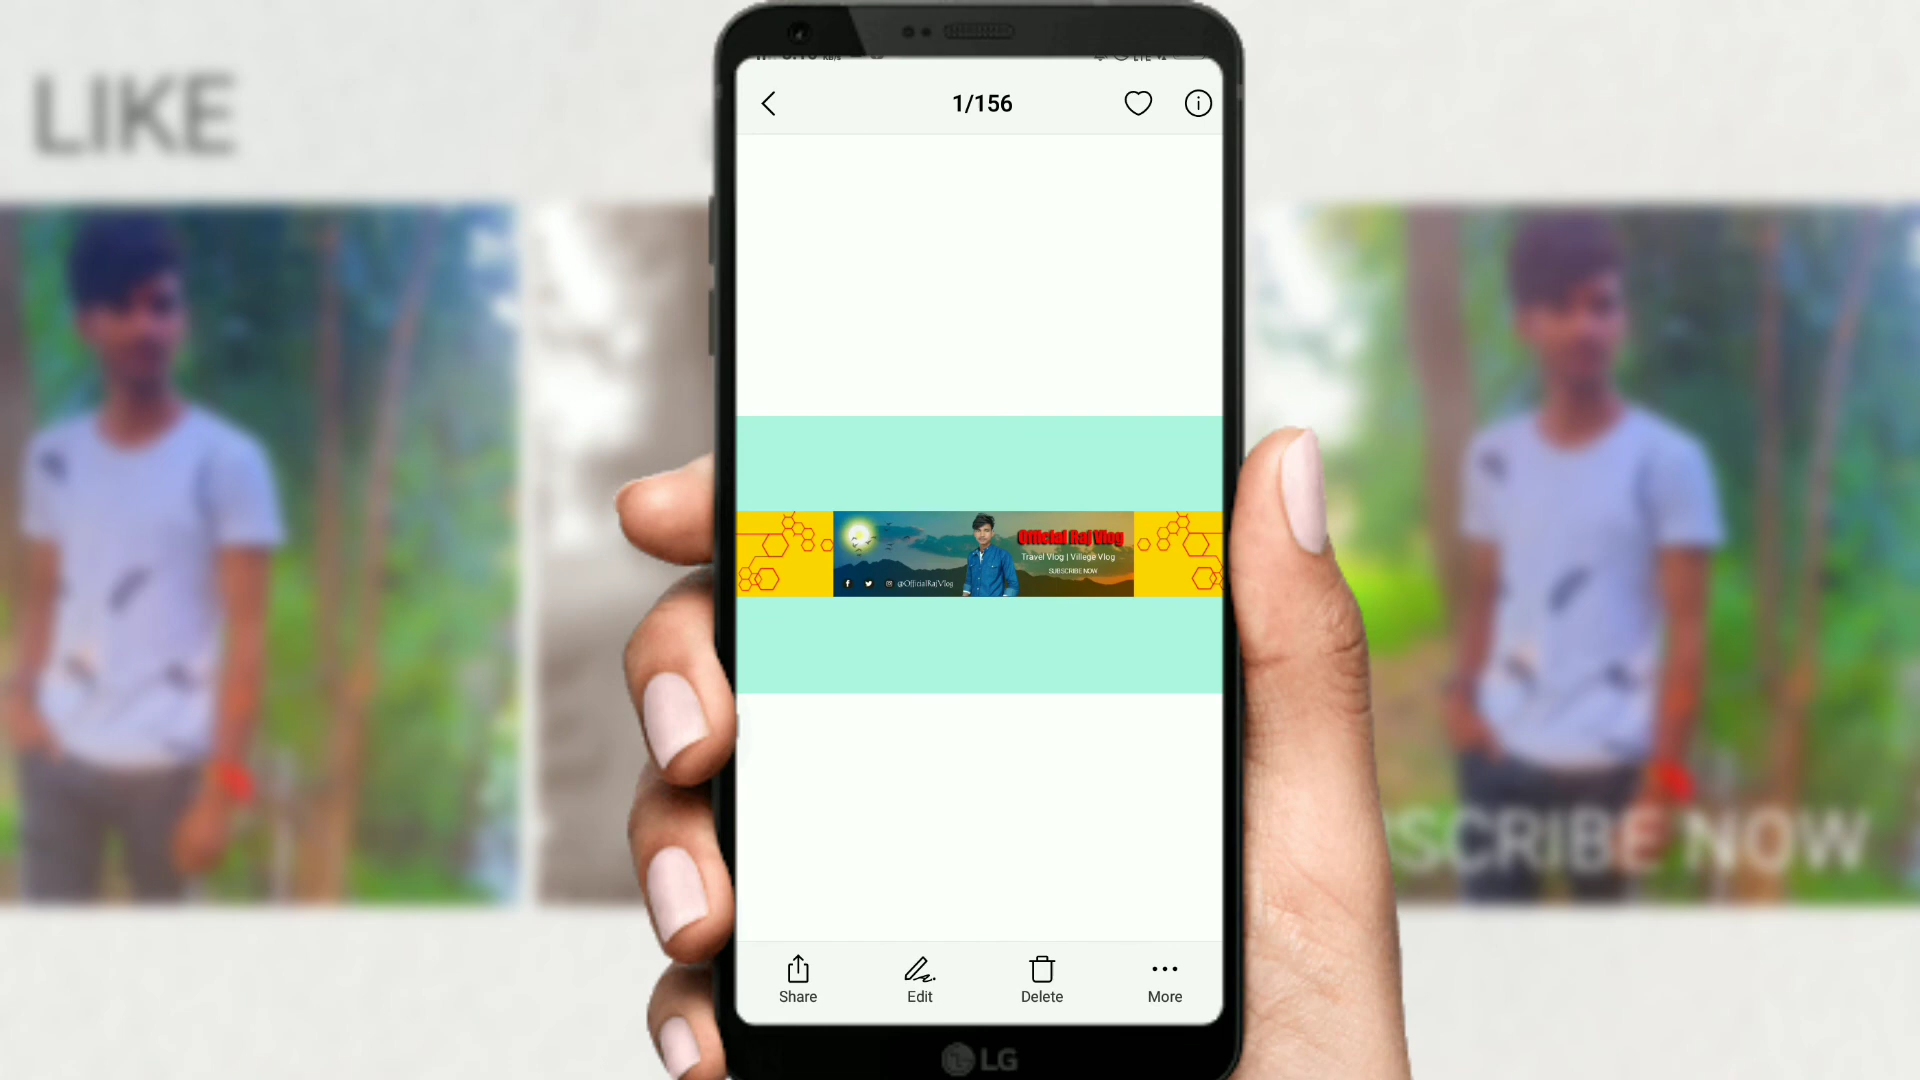 LIKE
1/156
Official Raj Vlog
Travel Vlog | Villege Vlog
SUBSCRIBE NOW
@OfficialRajVlog
SCRIBE NOW
Share Edit Delete More
LG